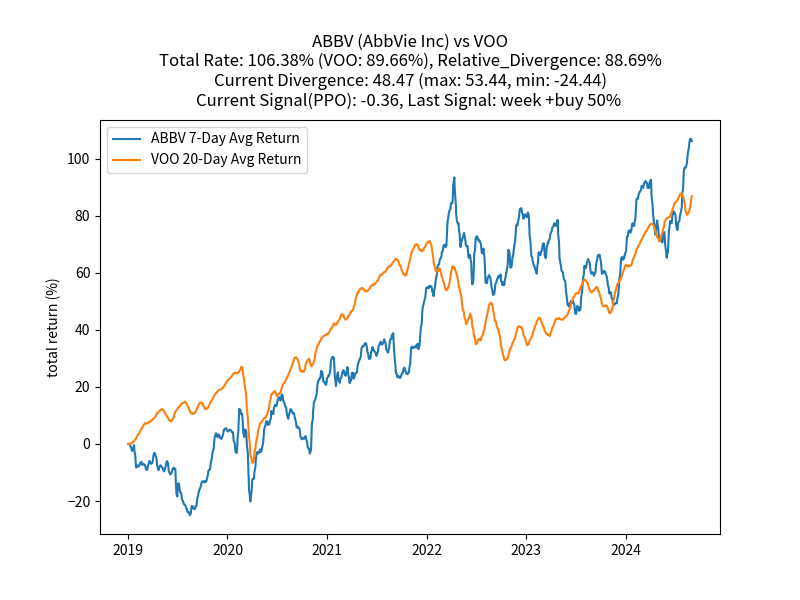 ABBV (AbbVie Inc) vs VOO
Total Rate: 106.38% (VOO: 89.66%), Relative_Divergence: 88.69%
Current Divergence: 48.47 (max: 53.44, min: -24.44)
Current Signal(PPO): -0.36, Last Signal: week +buy 50%
ABBV 7-Day Avg Return
VOO 20-Day Avg Return
total return (%)
100
80
60
40
20
0
−20
2019
2020
2021
2022
2023
2024